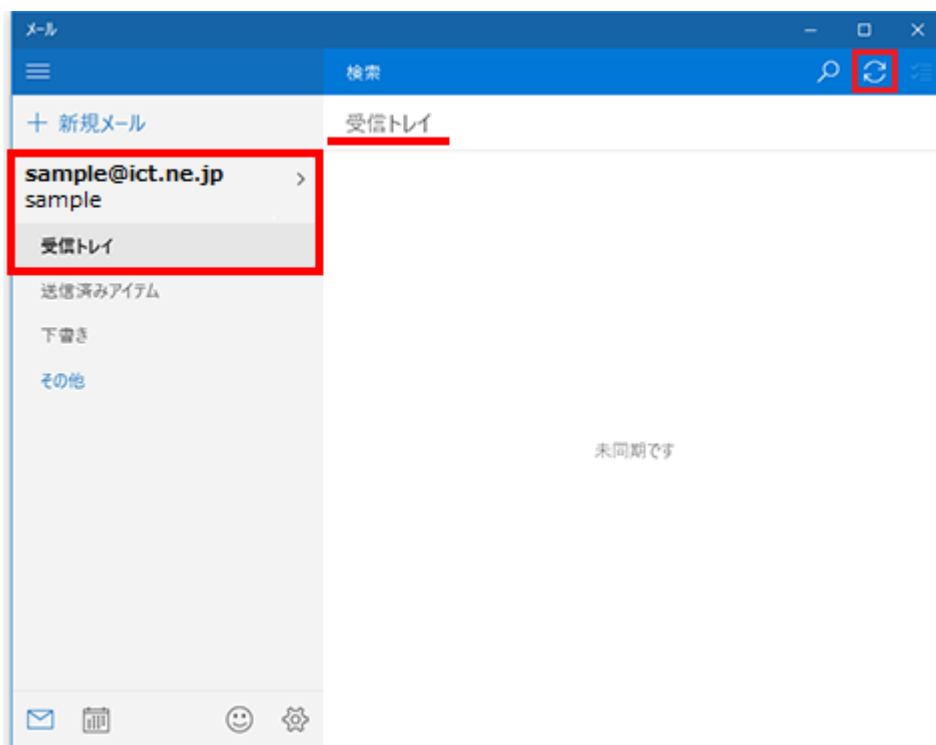 メール
検索
+ 新規メール
受信トレイ
sample@ict.ne.jp
sample
受信トレイ
送信済みアイテム
下書き
その他
未同期です